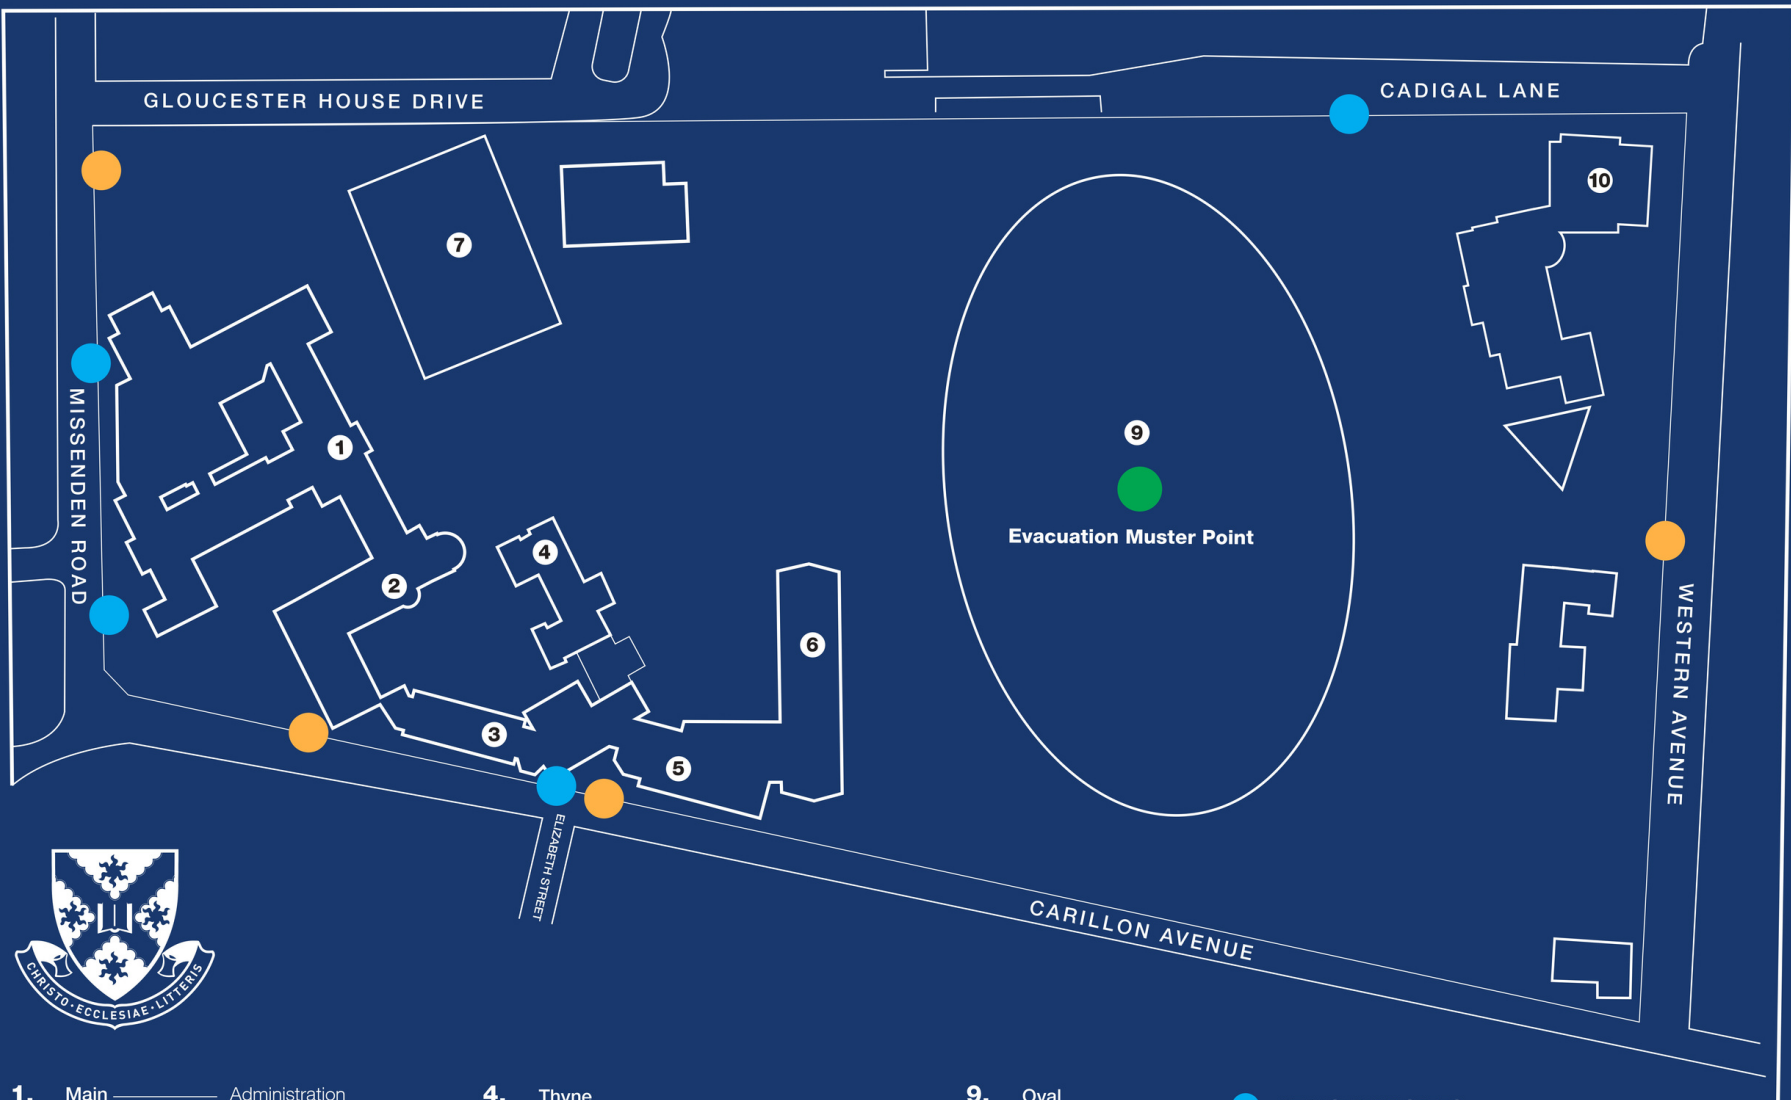 GLOUCESTER HOUSE DRIVE
CADIGAL LANE
10
7
9
1
MISSENDEN ROAD
Evacuation Muster Point
4
2
6
WESTERN AVENUE
3
5
ELIZABETH STREET
CARILLON AVENUE
CHRISTO · ECCLESIAE · LITTERIS
1. Main Administration
4. Thyne
9. Oval